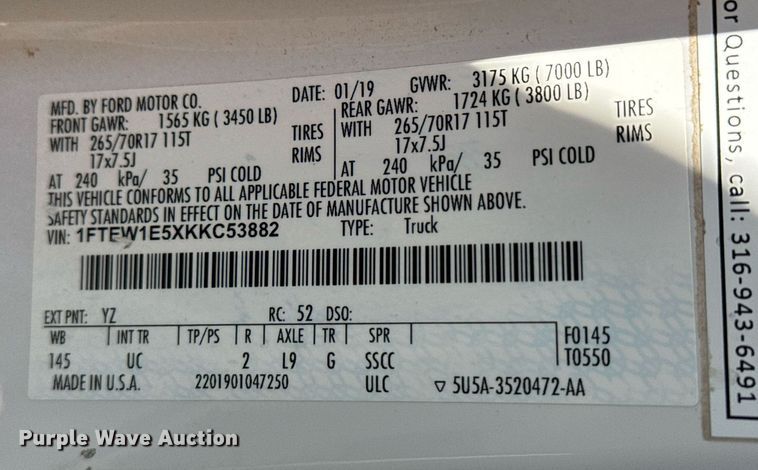 MFD. BY FORD MOTOR CO. DATE: 01/19 GVWR: 3175 KG ( 7000 LB)
FRONT GAWR: 1565 KG ( 3450 LB) REAR GAWR: 1724 KG ( 3800 LB)
WITH 265/70R17 115T TIRES WITH 265/70R17 115T TIRES
17x7.5J RIMS 17x7.5J RIMS
AT 240 kPa/ 35 PSI COLD AT 240 kPa/ 35 PSI COLD
THIS VEHICLE CONFORMS TO ALL APPLICABLE FEDERAL MOTOR VEHICLE
SAFETY STANDARDS IN EFFECT ON THE DATE OF MANUFACTURE SHOWN ABOVE.
VIN: 1FTEW1E5XKKC53882 TYPE: Truck
EXT PNT: YZ RC: 52 DSO:
WB INT TR TP/PS R AXLE TR SPR F0145
145 UC 2 L9 G SSCC T0550
MADE IN U.S.A. 2201901047250 ULC ▽ 5U5A-3520472-AA
or Questions, call: 316-943-6491
Purple Wave Auction